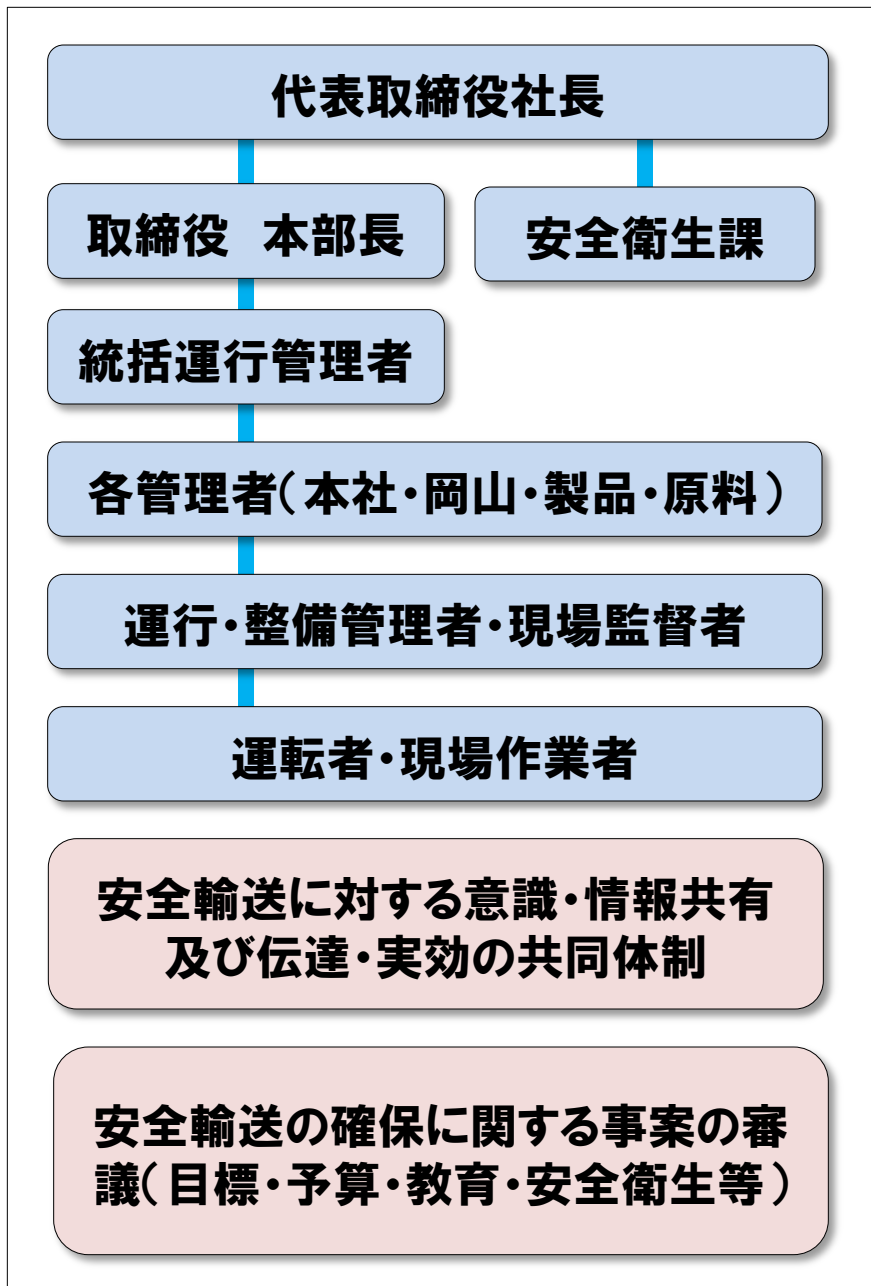 代表取締役社長
取締役　本部長
安全衛生課
統括運行管理者
各管理者（本社・岡山・製品・原料）
運行・整備管理者・現場監督者
運転者・現場作業者
安全輸送に対する意識・情報共有
及び伝達・実効の共同体制
安全輸送の確保に関する事案の審
議（目標・予算・教育・安全衛生等）